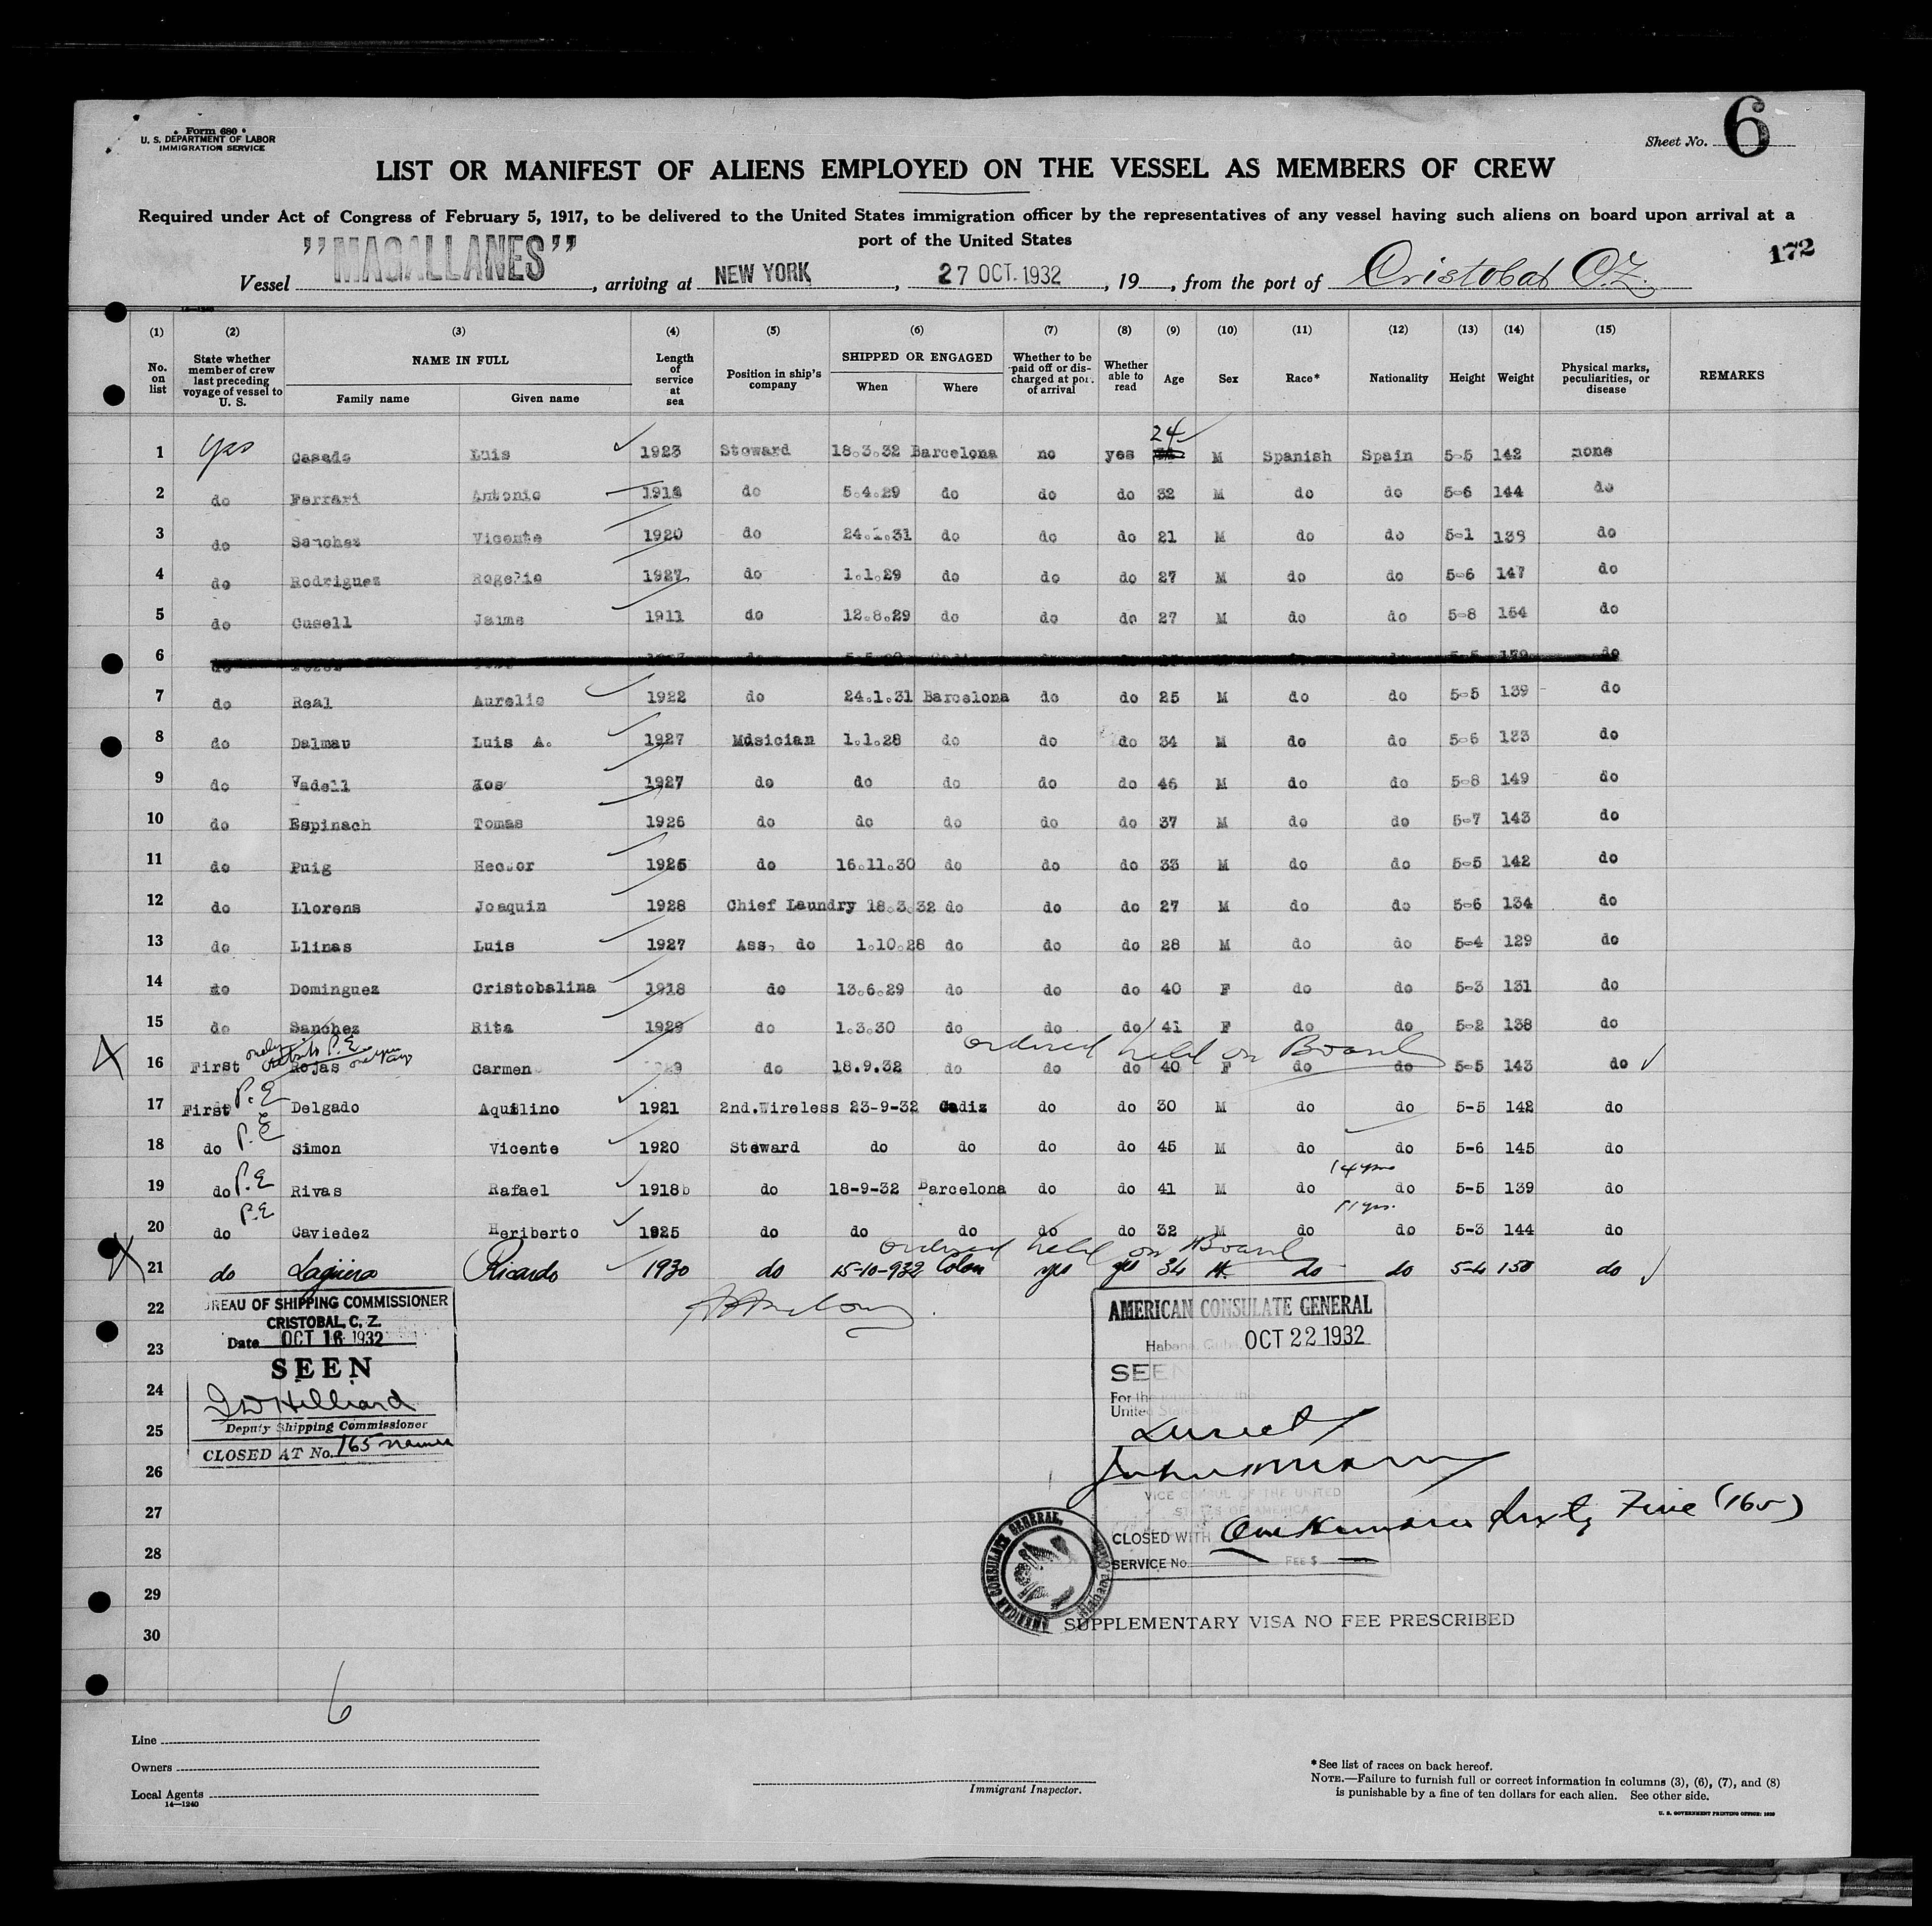 Form 680
U. S. DEPARTMENT OF LABOR
IMMIGRATION SERVICE
Sheet No. 6
LIST OR MANIFEST OF ALIENS EMPLOYED ON THE VESSEL AS MEMBERS OF CREW
Required under Act of Congress of February 5, 1917, to be delivered to the United States immigration officer by the representatives of any vessel having such aliens on board upon arrival at a
port of the United States
172
Vessel "MAGALLANES", arriving at NEW YORK, 27 OCT. 1932, 19 , from the port of Cristobal C.Z.
(1) (2) (3) (4) (5) (6) (7) (8) (9) (10) (11) (12) (13) (14) (15)
No. on list State whether member of crew last preceding voyage of vessel to U. S. NAME IN FULL Family name Given name Length of service at sea Position in ship's company SHIPPED OR ENGAGED When Where Whether to be paid off or discharged at port of arrival Whether able to read Age Sex Race* Nationality Height Weight Physical marks, peculiarities, or disease REMARKS
24
1 yes Casado Luis 1923 Steward 18.3.32 Barcelona no yes M Spanish Spain 5-5 142 none
2 do Ferrari Antonio do 5.4.29 do do do 32 M do do 5-6 144 do
3 do Sanchez Vicente 1920 do 24.1.31 do do do 21 M do do 5-1 139 do
4 do Rodriguez Rogelio 1927 do 1.1.29 do do do 27 M do do 5-6 147 do
5 do Gusell Jaime 1911 do 12.8.29 do do do 27 M do do 5-8 164 do
6
7 do Real Aurelio 1922 do 24.1.31 Barcelona do do 25 M do do 5-5 139 do
8 do Dalmau Luis A. 1927 Mdsician 1.1.28 do do do 34 M do do 5-6 133 do
9 do Vadell 1927 do do do do do 46 M do do 5-8 149 do
10 do Espinach Tomas 1926 do do do do do 37 M do do 5-7 143 do
11 do Puig Hector 1925 do 16.11.30 do do do 33 M do do 5-5 142 do
12 do Llorens Joaquin 1928 Chief Laundry 18.3.32 do do do 27 M do do 5-6 134 do
13 do Llinas Luis 1927 Ass. do 1.10.28 do do do 28 M do do 5-4 129 do
14 do Dominguez Cristobalina 1918 do 13.6.29 do do do 40 F do do 5-3 131 do
15 do Sanchez Rita 1929 do 1.3.30 do do do 41 F do do 5-2 138 do
ordered held on Board
16 First P.E Rojas Carmen do 18.9.32 do do do 40 F do do 5-5 143 do
17 First P.E Delgado Aquilino 1921 2nd.Wireless 23-9-32 Cadiz do do 30 M do do 5-5 142 do
18 do P.E Simon Vicente 1920 Steward do do do do 45 M do do 5-6 145 do
14 yrs
19 do P.E Rivas Rafael 1918 do 18-9-32 Barcelona do do 41 M do do 5-5 139 do
11 yrs.
20 do P.E Caviedez Heriberto 1925 do do do do do 32 M do do 5-3 144 do
ordered held on Board
21 do Laguera Ricardo 1930 do 15-10-932 Colon yes yes 34 M. do do 5-4 150 do
22
23
24
25
26
27
28
29
30
BUREAU OF SHIPPING COMMISSIONER
CRISTOBAL, C. Z.
Date OCT 16 1932
SEEN
Hilliard
Deputy Shipping Commissioner
CLOSED AT No. 165 names
AMERICAN CONSULATE GENERAL
Habana, Cuba OCT 22 1932
SEEN
For the
United States
VICE CONSUL OF THE UNITED
STATES OF AMERICA
CLOSED WITH One Hundred Sixty Five (165)
SERVICE No. FEE $
AMERICAN CONSULATE GENERAL
SUPPLEMENTARY VISA NO FEE PRESCRIBED
6
Line
Owners
Local Agents
14—1240
Immigrant Inspector.
*See list of races on back hereof.
NOTE.—Failure to furnish full or correct information in columns (3), (6), (7), and (8)
is punishable by a fine of ten dollars for each alien. See other side.
U. S. GOVERNMENT PRINTING OFFICE: 1930